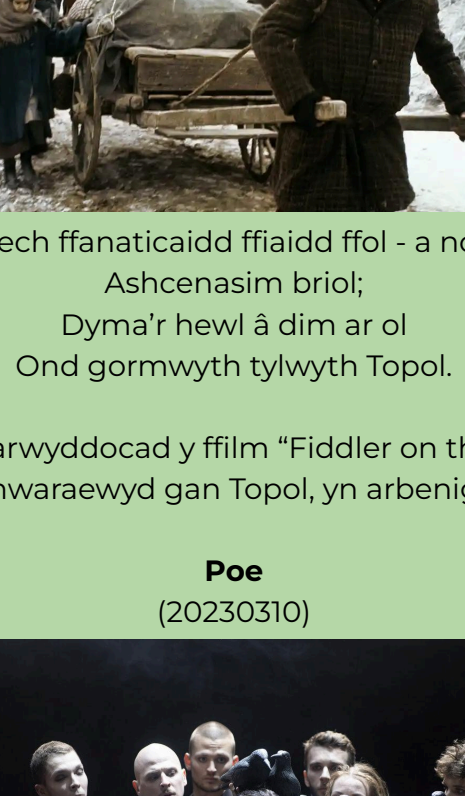 ech ffanaticaidd ffiaidd ffol - a no
Ashcenasim briol;
Dyma’r hewl â dim ar ol
Ond gormwyth tylwyth Topol.
arwyddocad y ffilm “Fiddler on th
hwaraewyd gan Topol, yn arbenig
Poe
(20230310)